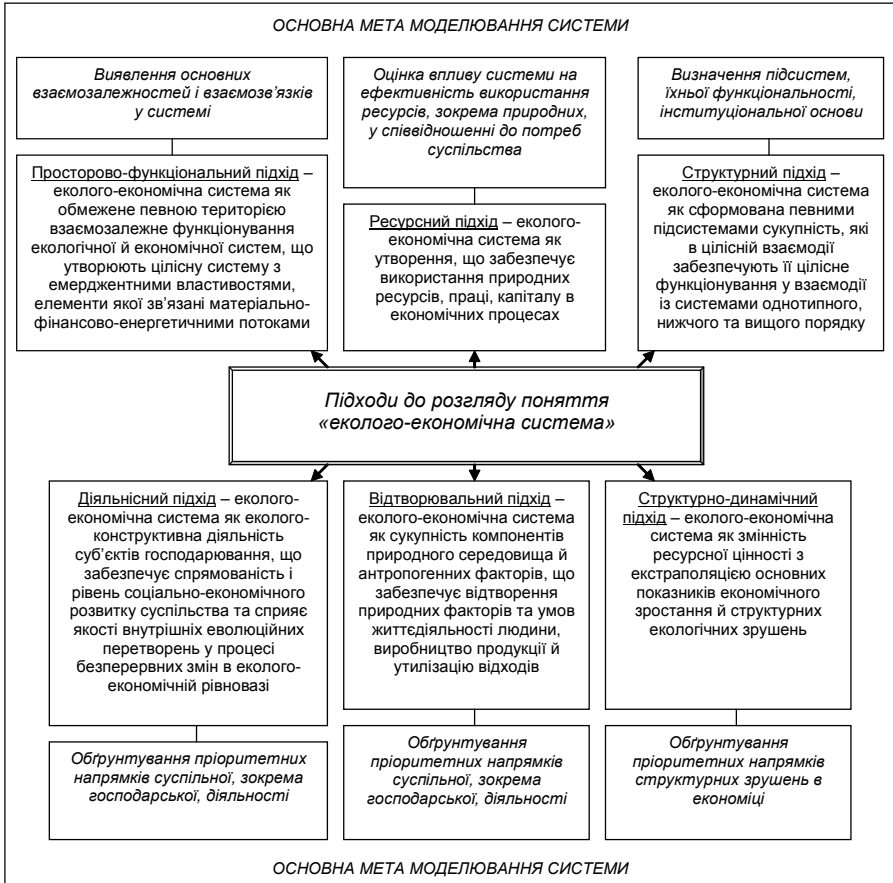 ОСНОВНА МЕТА МОДЕЛЮВАННЯ СИСТЕМИ
Виявлення основних
взаємозалежностей і взаємозв’язків
у системі
Оцінка впливу системи на
ефективність використання
ресурсів, зокрема природних,
у співвідношенні до потреб
суспільства
Визначення підсистем,
їхньої функціональності,
інституціональної основи
Просторово-функціональний підхід –
еколого-економічна система як
обмежене певною територією
взаємозалежне функціонування
екологічної й економічної систем, що
утворюють цілісну систему з
емерджентними властивостями,
елементи якої зв’язані матеріально-
фінансово-енергетичними потоками
Ресурсний підхід – еколого-
економічна система як
утворення, що забезпечує
використання природних
ресурсів, праці, капіталу в
економічних процесах
Структурний підхід –
еколого-економічна система
як сформована певними
підсистемами сукупність, які
в цілісній взаємодії
забезпечують її цілісне
функціонування у взаємодії
із системами однотипного,
нижчого та вищого порядку
Підходи до розгляду поняття
«еколого-економічна система»
Діяльнісний підхід – еколого-
економічна система як еколого-
конструктивна діяльність
суб’єктів господарювання, що
забезпечує спрямованість і
рівень соціально-економічного
розвитку суспільства та сприяє
якості внутрішніх еволюційних
перетворень у процесі
безперервних змін в еколого-
економічній рівновазі
Відтворювальний підхід –
еколого-економічна система
як сукупність компонентів
природного середовища й
антропогенних факторів, що
забезпечує відтворення
природних факторів та умов
життєдіяльності людини,
виробництво продукції й
утилізацію відходів
Структурно-динамічний
підхід – еколого-економічна
система як змінність
ресурсної цінності з
екстраполяцією основних
показників економічного
зростання й структурних
екологічних зрушень
Обґрунтування пріоритетних
напрямків суспільної, зокрема
господарської, діяльності
Обґрунтування
пріоритетних напрямків
суспільної, зокрема
господарської, діяльності
Обґрунтування
пріоритетних напрямків
структурних зрушень в
економіці
ОСНОВНА МЕТА МОДЕЛЮВАННЯ СИСТЕМИ